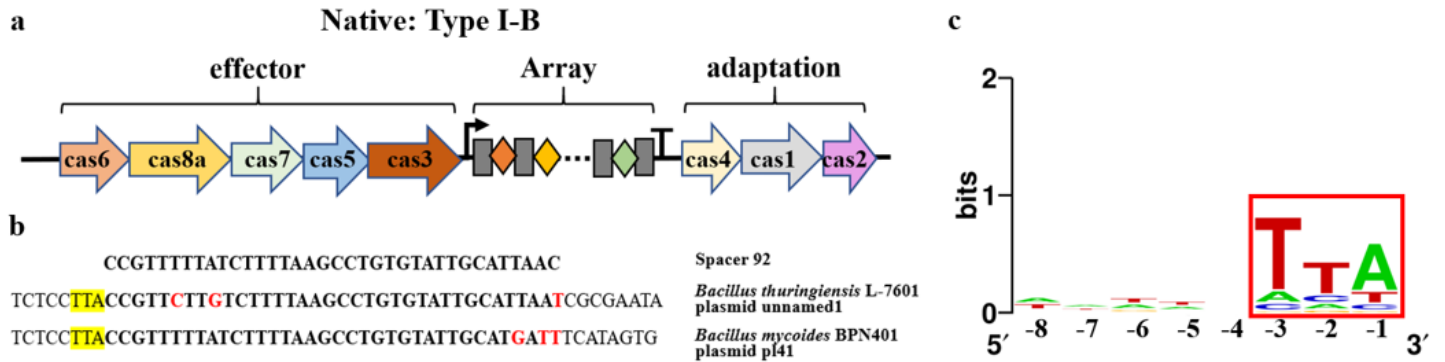 a
Native: Type I-B
c
effector
Array
adaptation
cas6
cas8a
cas7
cas5
cas3
cas4
cas1
cas2
b
CCGTTTTTATCTTTTAAGCCTGTGTATTGCATTAAC
Spacer 92
TCTCCTTACCGTTCTTGTCTTTTAAGCCTGTGTATTGCATTAATCGCGAATA
Bacillus thuringiensis L-7601
plasmid unnamed1
TCTCCTTACCGTTTTTATCTTTTAAGCCTGTGTATTGCATGATTTCATAGTG
Bacillus mycoides BPN401
plasmid pl41
bits
2
1
0
T T A
A C T
C A C
-8 -7 -6 -5 -4 -3 -2 -1
5′ 3′